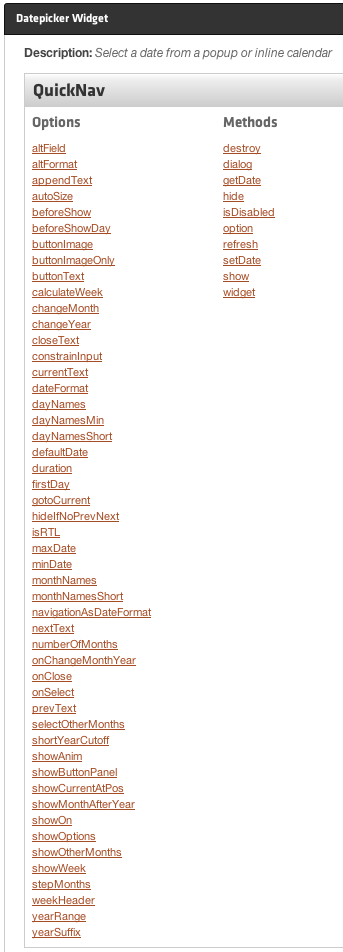 Datepicker Widget
Description: Select a date from a popup or inline calendar
QuickNav
Options
altField
altFormat
appendText
autoSize
beforeShow
beforeShowDay
buttonImage
buttonImageOnly
buttonText
calculateWeek
changeMonth
changeYear
closeText
constrainInput
currentText
dateFormat
dayNames
dayNamesMin
dayNamesShort
defaultDate
duration
firstDay
gotoCurrent
hideIfNoPrevNext
isRTL
maxDate
minDate
monthNames
monthNamesShort
navigationAsDateFormat
nextText
numberOfMonths
onChangeMonthYear
onClose
onSelect
prevText
selectOtherMonths
shortYearCutoff
showAnim
showButtonPanel
showCurrentAtPos
showMonthAfterYear
showOn
showOptions
showOtherMonths
showWeek
stepMonths
weekHeader
yearRange
yearSuffix
Methods
destroy
dialog
getDate
hide
isDisabled
option
refresh
setDate
show
widget